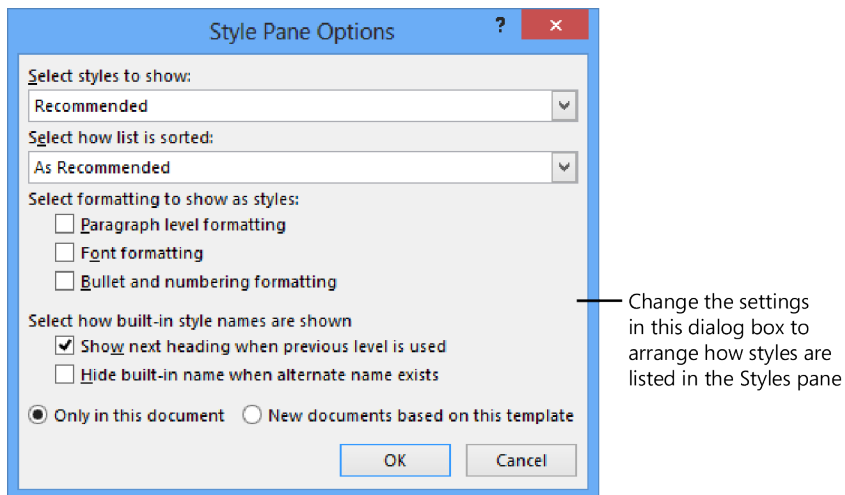 Style Pane Options ?
Select styles to show:
Recommended
Select how list is sorted:
As Recommended
Select formatting to show as styles:
Paragraph level formatting
Font formatting
Bullet and numbering formatting
Select how built-in style names are shown
Show next heading when previous level is used
Hide built-in name when alternate name exists
Only in this document New documents based on this template
OK Cancel
Change the settings
in this dialog box to
arrange how styles are
listed in the Styles pane